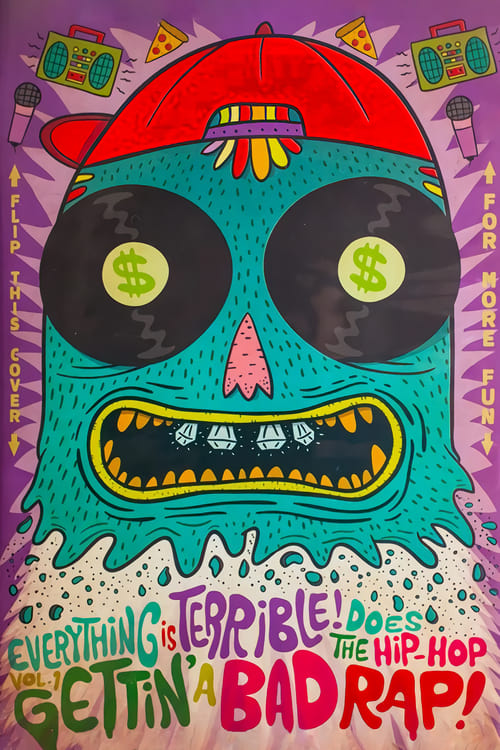 ↑ FLIP THIS COVER ↓
↑ FOR MORE FUN ↓
$ $
EVERYTHING is TERRiBLE! DOES
VOL. 1 THE HiP-HOP
GETTiN' A BAD RAP!